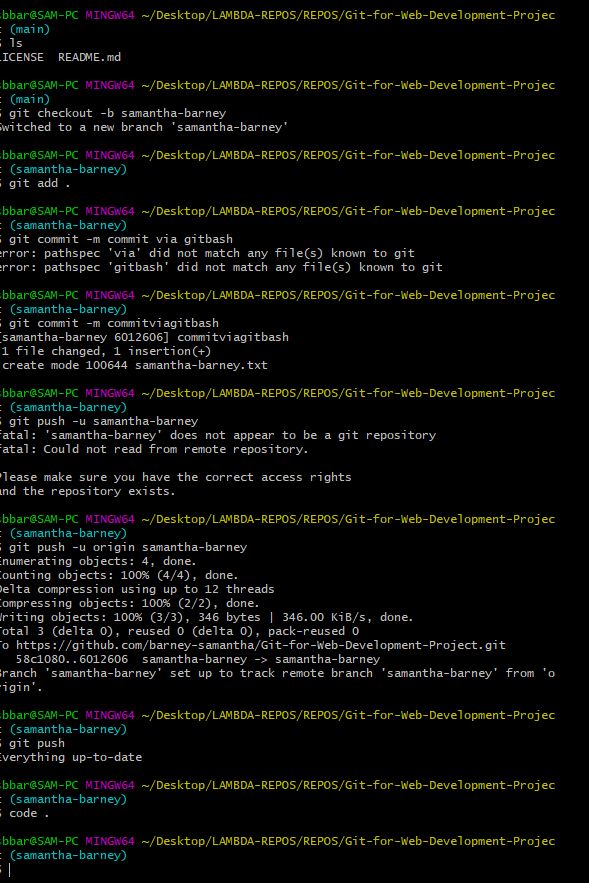 bbar@SAM-PC MINGW64 ~/Desktop/LAMBDA-REPOS/REPOS/Git-for-Web-Development-Projec
t (main)
$ ls
LICENSE  README.md

bbar@SAM-PC MINGW64 ~/Desktop/LAMBDA-REPOS/REPOS/Git-for-Web-Development-Projec
t (main)
$ git checkout -b samantha-barney
Switched to a new branch 'samantha-barney'

bbar@SAM-PC MINGW64 ~/Desktop/LAMBDA-REPOS/REPOS/Git-for-Web-Development-Projec
t (samantha-barney)
$ git add .

bbar@SAM-PC MINGW64 ~/Desktop/LAMBDA-REPOS/REPOS/Git-for-Web-Development-Projec
t (samantha-barney)
$ git commit -m commit via gitbash
error: pathspec 'via' did not match any file(s) known to git
error: pathspec 'gitbash' did not match any file(s) known to git

bbar@SAM-PC MINGW64 ~/Desktop/LAMBDA-REPOS/REPOS/Git-for-Web-Development-Projec
t (samantha-barney)
$ git commit -m commitviagitbash
[samantha-barney 6012606] commitviagitbash
1 file changed, 1 insertion(+)
create mode 100644 samantha-barney.txt

bbar@SAM-PC MINGW64 ~/Desktop/LAMBDA-REPOS/REPOS/Git-for-Web-Development-Projec
t (samantha-barney)
$ git push -u samantha-barney
fatal: 'samantha-barney' does not appear to be a git repository
fatal: Could not read from remote repository.

Please make sure you have the correct access rights
and the repository exists.

bbar@SAM-PC MINGW64 ~/Desktop/LAMBDA-REPOS/REPOS/Git-for-Web-Development-Projec
t (samantha-barney)
$ git push -u origin samantha-barney
Enumerating objects: 4, done.
Counting objects: 100% (4/4), done.
Delta compression using up to 12 threads
Compressing objects: 100% (2/2), done.
Writing objects: 100% (3/3), 346 bytes | 346.00 KiB/s, done.
Total 3 (delta 0), reused 0 (delta 0), pack-reused 0
To https://github.com/barney-samantha/Git-for-Web-Development-Project.git
58c1080..6012606  samantha-barney -> samantha-barney
Branch 'samantha-barney' set up to track remote branch 'samantha-barney' from 'o
rigin'.

bbar@SAM-PC MINGW64 ~/Desktop/LAMBDA-REPOS/REPOS/Git-for-Web-Development-Projec
t (samantha-barney)
$ git push
Everything up-to-date

bbar@SAM-PC MINGW64 ~/Desktop/LAMBDA-REPOS/REPOS/Git-for-Web-Development-Projec
t (samantha-barney)
$ code .

bbar@SAM-PC MINGW64 ~/Desktop/LAMBDA-REPOS/REPOS/Git-for-Web-Development-Projec
t (samantha-barney)
$